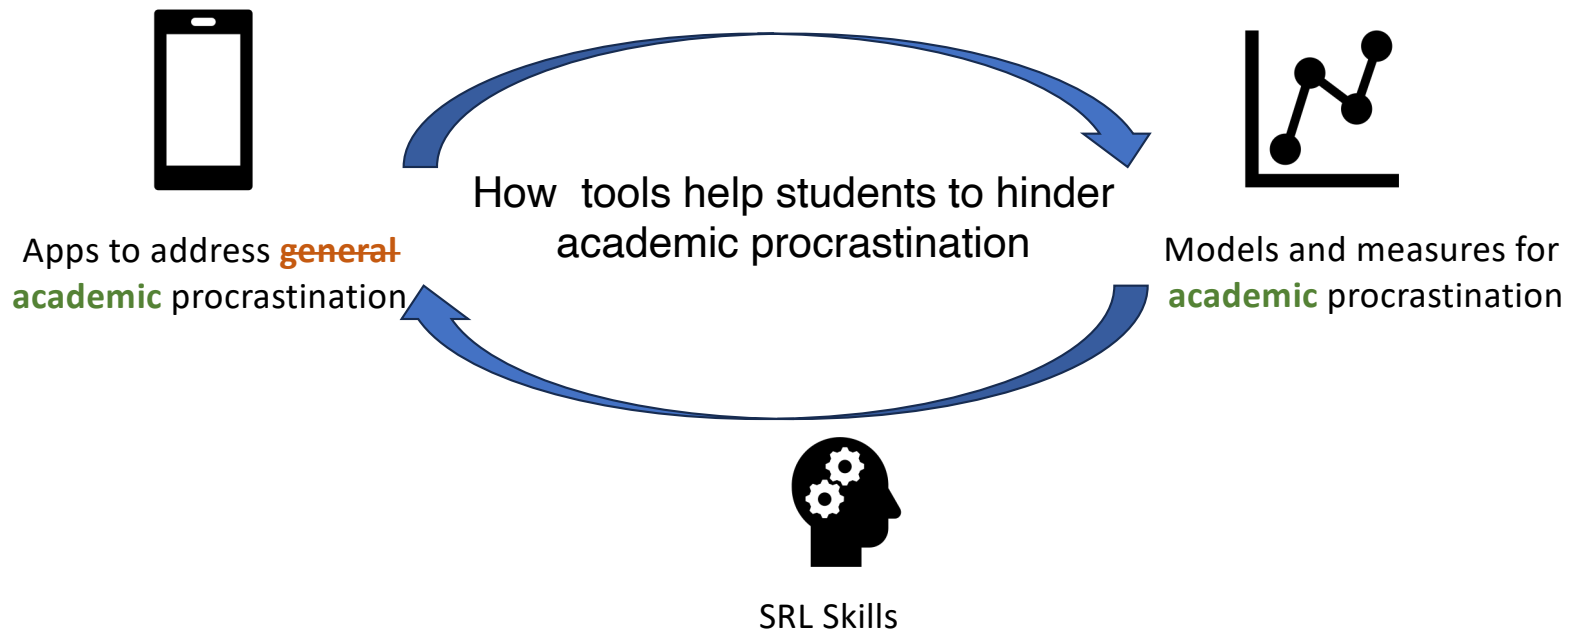 How  tools help students to hinder
academic procrastination
Apps to address general
academic procrastination
Models and measures for
academic procrastination
SRL Skills